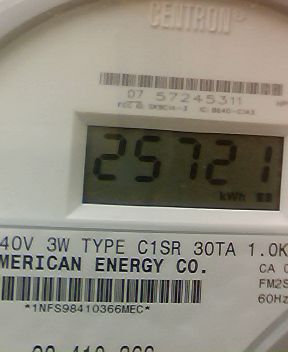 CENTRON
07 57245311
25721
kWh
40V 3W TYPE C1SR 30TA 1.0K
MERICAN ENERGY CO.
CA 0
FM2S
60Hz
*1NFS98410366MEC*